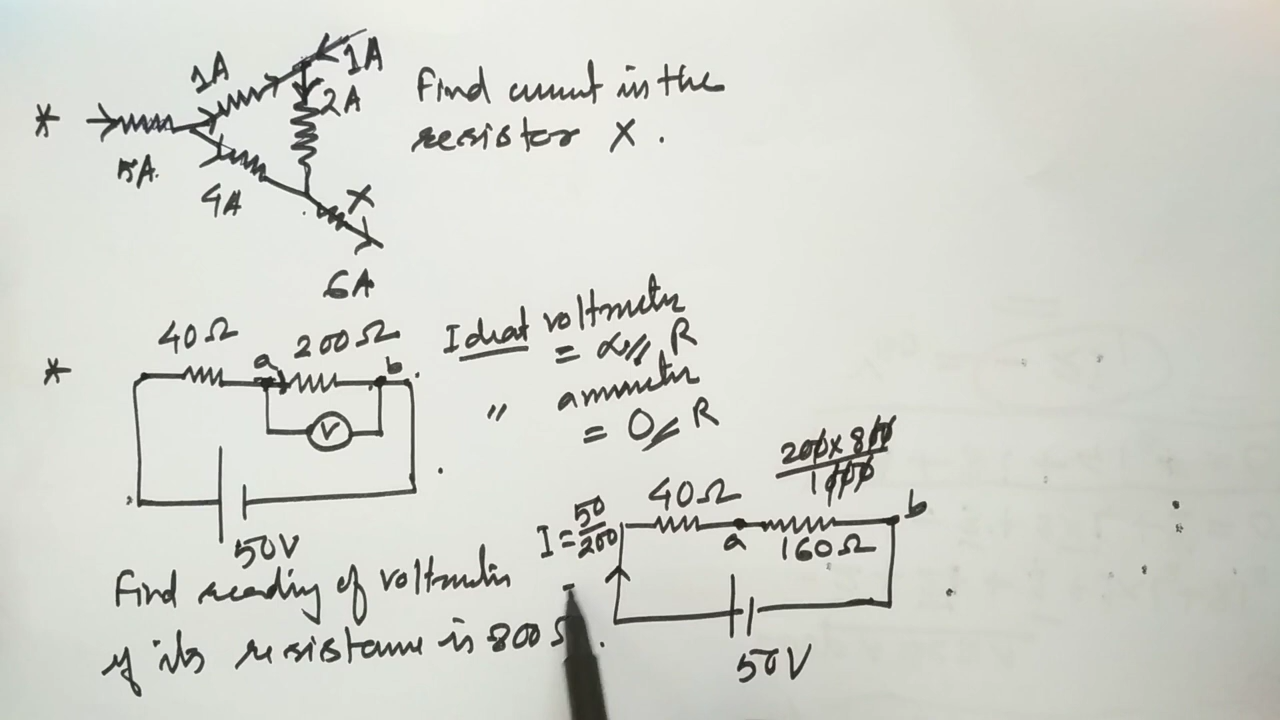 * 5A 1A 1A 2A 4A X 6A
Find current in the
resistor X.
* 40Ω 200Ω
a b
V
50V
Ideal voltmeter
= ∝ R
〃 ammeter
= 0 R
Find reading of voltmeter
if its resistance is 800Ω.
200 x 800
1000
40Ω
a 160Ω b
I = 50
200
=
50V